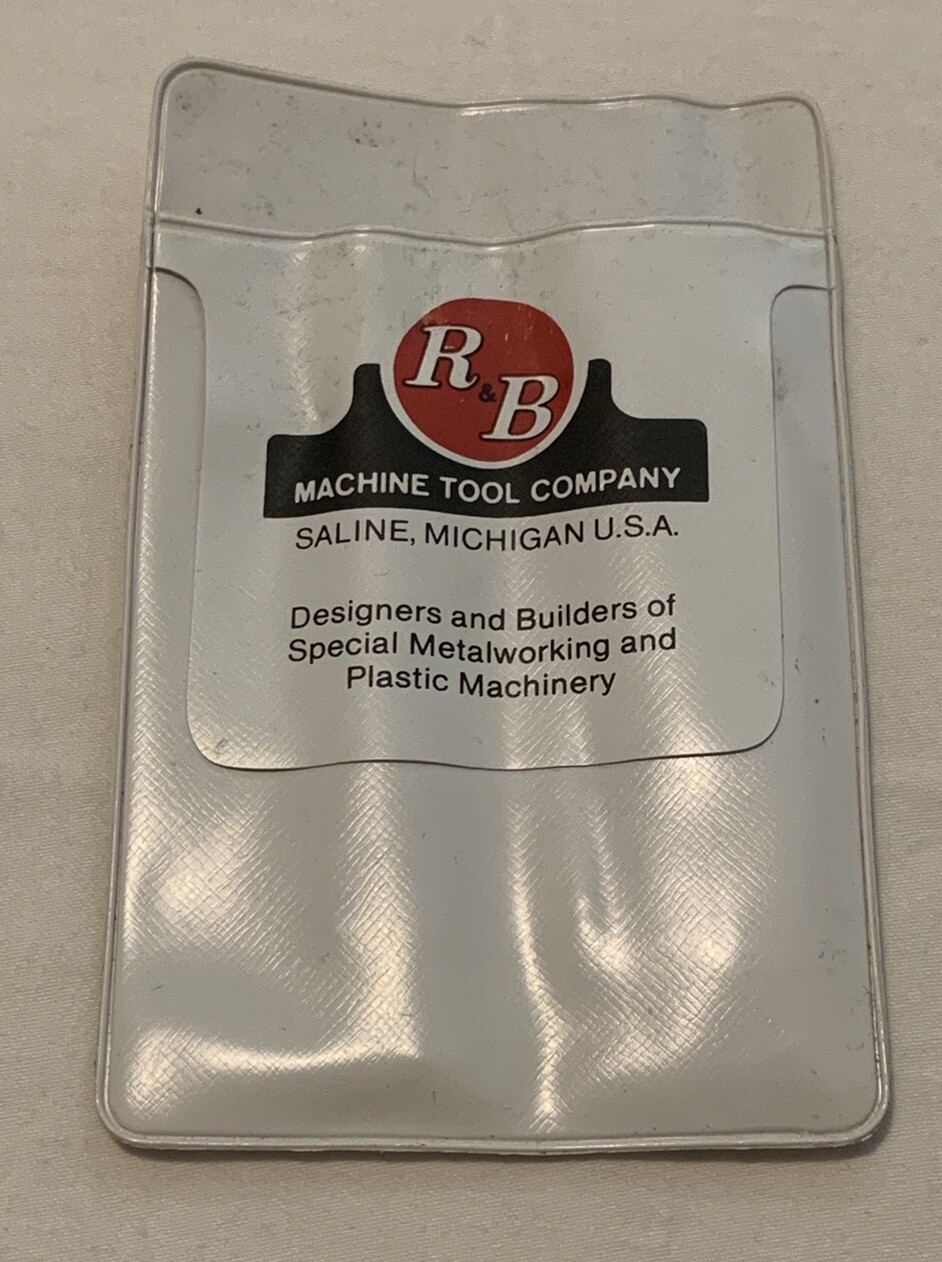 R & B
MACHINE TOOL COMPANY
SALINE, MICHIGAN U.S.A.
Designers and Builders of
Special Metalworking and
Plastic Machinery